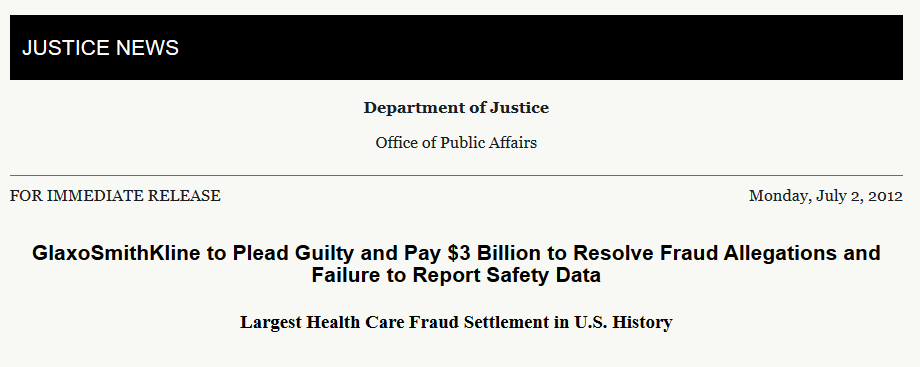 JUSTICE NEWS
Department of Justice
Office of Public Affairs
FOR IMMEDIATE RELEASE
Monday, July 2, 2012
GlaxoSmithKline to Plead Guilty and Pay $3 Billion to Resolve Fraud Allegations and
Failure to Report Safety Data
Largest Health Care Fraud Settlement in U.S. History